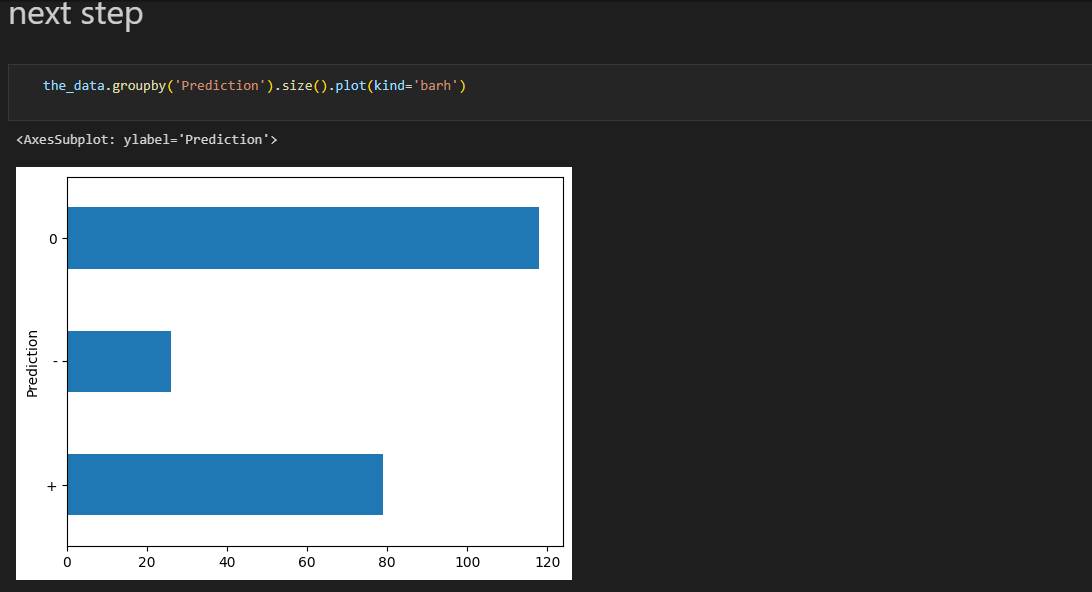 next step
the_data.groupby('Prediction').size().plot(kind='barh')
<AxesSubplot: ylabel='Prediction'>
0
-
+
Prediction
0 20 40 60 80 100 120